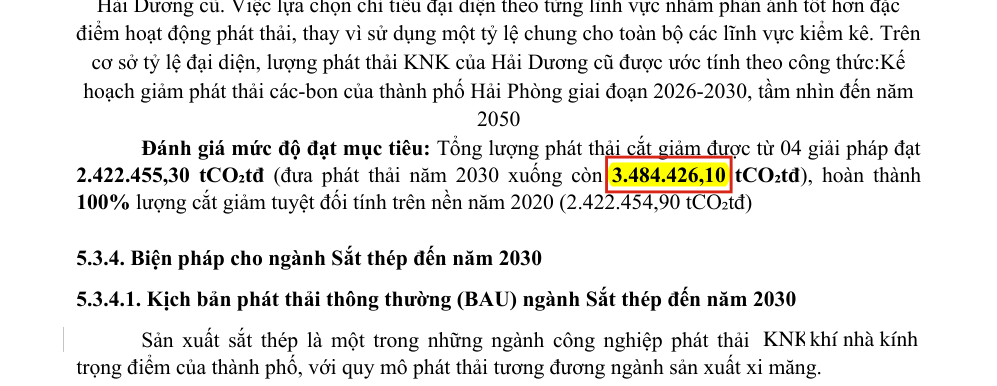 Hải Dương cũ. Việc lựa chọn chỉ tiêu đại diện theo từng lĩnh vực nhằm phản ánh tốt hơn đặc
điểm hoạt động phát thải, thay vì sử dụng một tỷ lệ chung cho toàn bộ các lĩnh vực kiểm kê. Trên
cơ sở tỷ lệ đại diện, lượng phát thải KNK của Hải Dương cũ được ước tính theo công thức:Kế
hoạch giảm phát thải các-bon của thành phố Hải Phòng giai đoạn 2026-2030, tầm nhìn đến năm
2050
Đánh giá mức độ đạt mục tiêu: Tổng lượng phát thải cắt giảm được từ 04 giải pháp đạt
2.422.455,30 tCO₂tđ (đưa phát thải năm 2030 xuống còn 3.484.426,10 tCO₂tđ), hoàn thành
100% lượng cắt giảm tuyệt đối tính trên nền năm 2020 (2.422.454,90 tCO₂tđ)
5.3.4. Biện pháp cho ngành Sắt thép đến năm 2030
5.3.4.1. Kịch bản phát thải thông thường (BAU) ngành Sắt thép đến năm 2030
Sản xuất sắt thép là một trong những ngành công nghiệp phát thải KNK khí nhà kính
trọng điểm của thành phố, với quy mô phát thải tương đương ngành sản xuất xi măng.